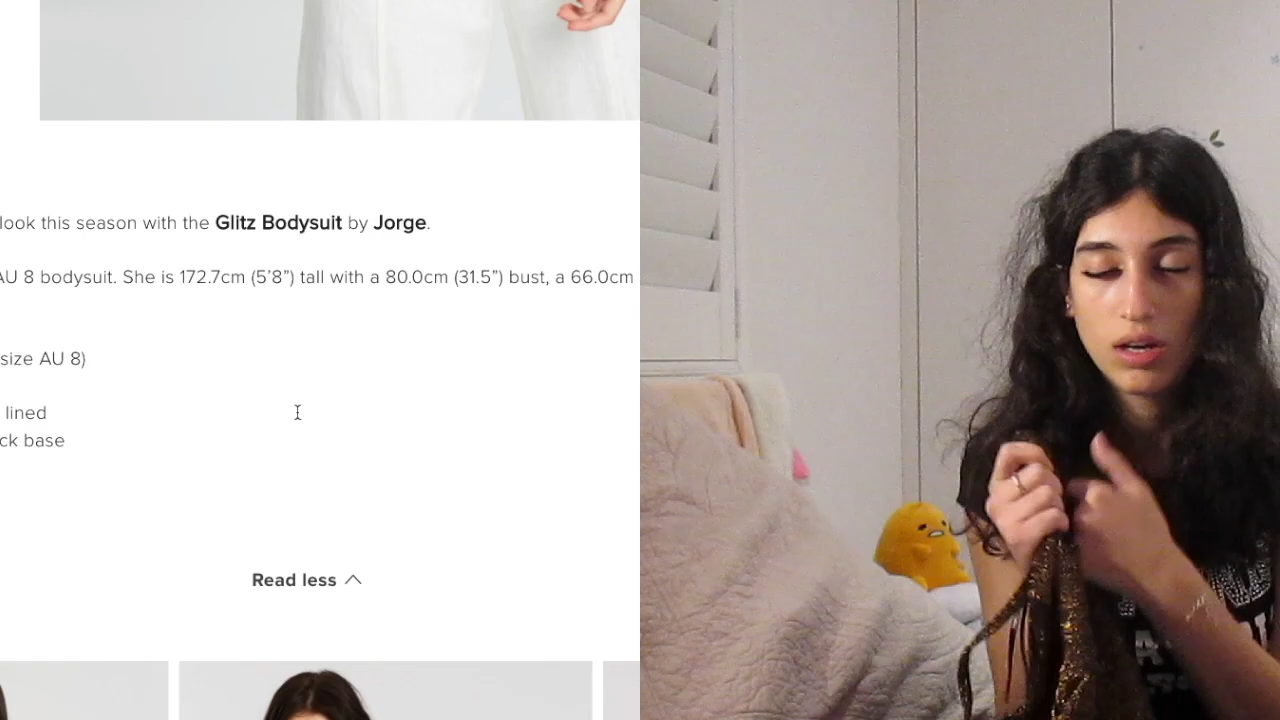 look this season with the Glitz Bodysuit by Jorge.
AU 8 bodysuit. She is 172.7cm (5’8”) tall with a 80.0cm (31.5”) bust, a 66.0cm
size AU 8)
lined
ck base
Read less